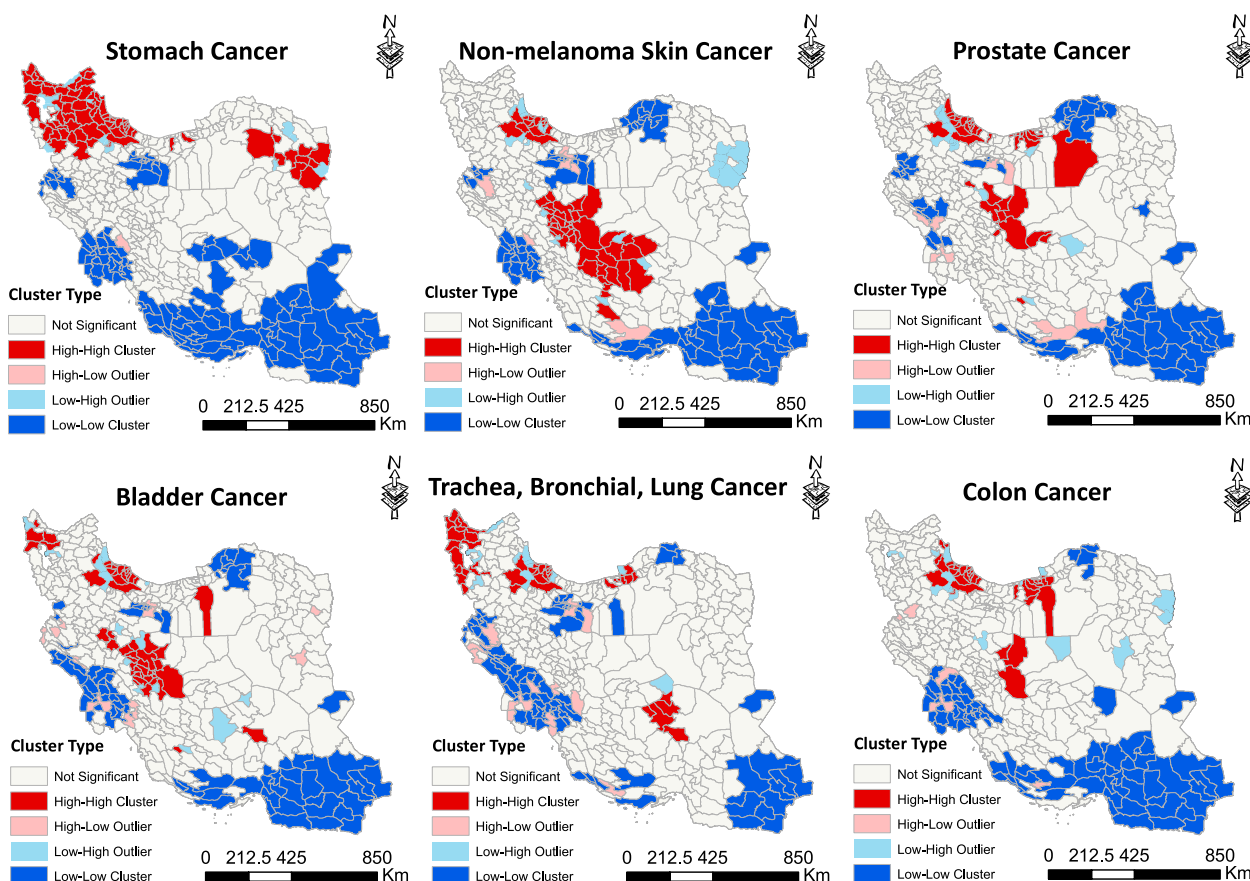 Stomach Cancer
N
Cluster Type
Not Significant
High-High Cluster
High-Low Outlier
Low-High Outlier
Low-Low Cluster
0 212.5 425 850
Km
Non-melanoma Skin Cancer
N
Cluster Type
Not Significant
High-High Cluster
High-Low Outlier
Low-High Outlier
Low-Low Cluster
0 212.5 425 850
Km
Prostate Cancer
N
Cluster Type
Not Significant
High-High Cluster
High-Low Outlier
Low-High Outlier
Low-Low Cluster
0 212.5 425 850
Km
Bladder Cancer
N
Cluster Type
Not Significant
High-High Cluster
High-Low Outlier
Low-High Outlier
Low-Low Cluster
0 212.5 425 850
Km
Trachea, Bronchial, Lung Cancer
N
Cluster Type
Not Significant
High-High Cluster
High-Low Outlier
Low-High Outlier
Low-Low Cluster
0 212.5 425 850
Km
Colon Cancer
N
Cluster Type
Not Significant
High-High Cluster
High-Low Outlier
Low-High Outlier
Low-Low Cluster
0 212.5 425 850
Km